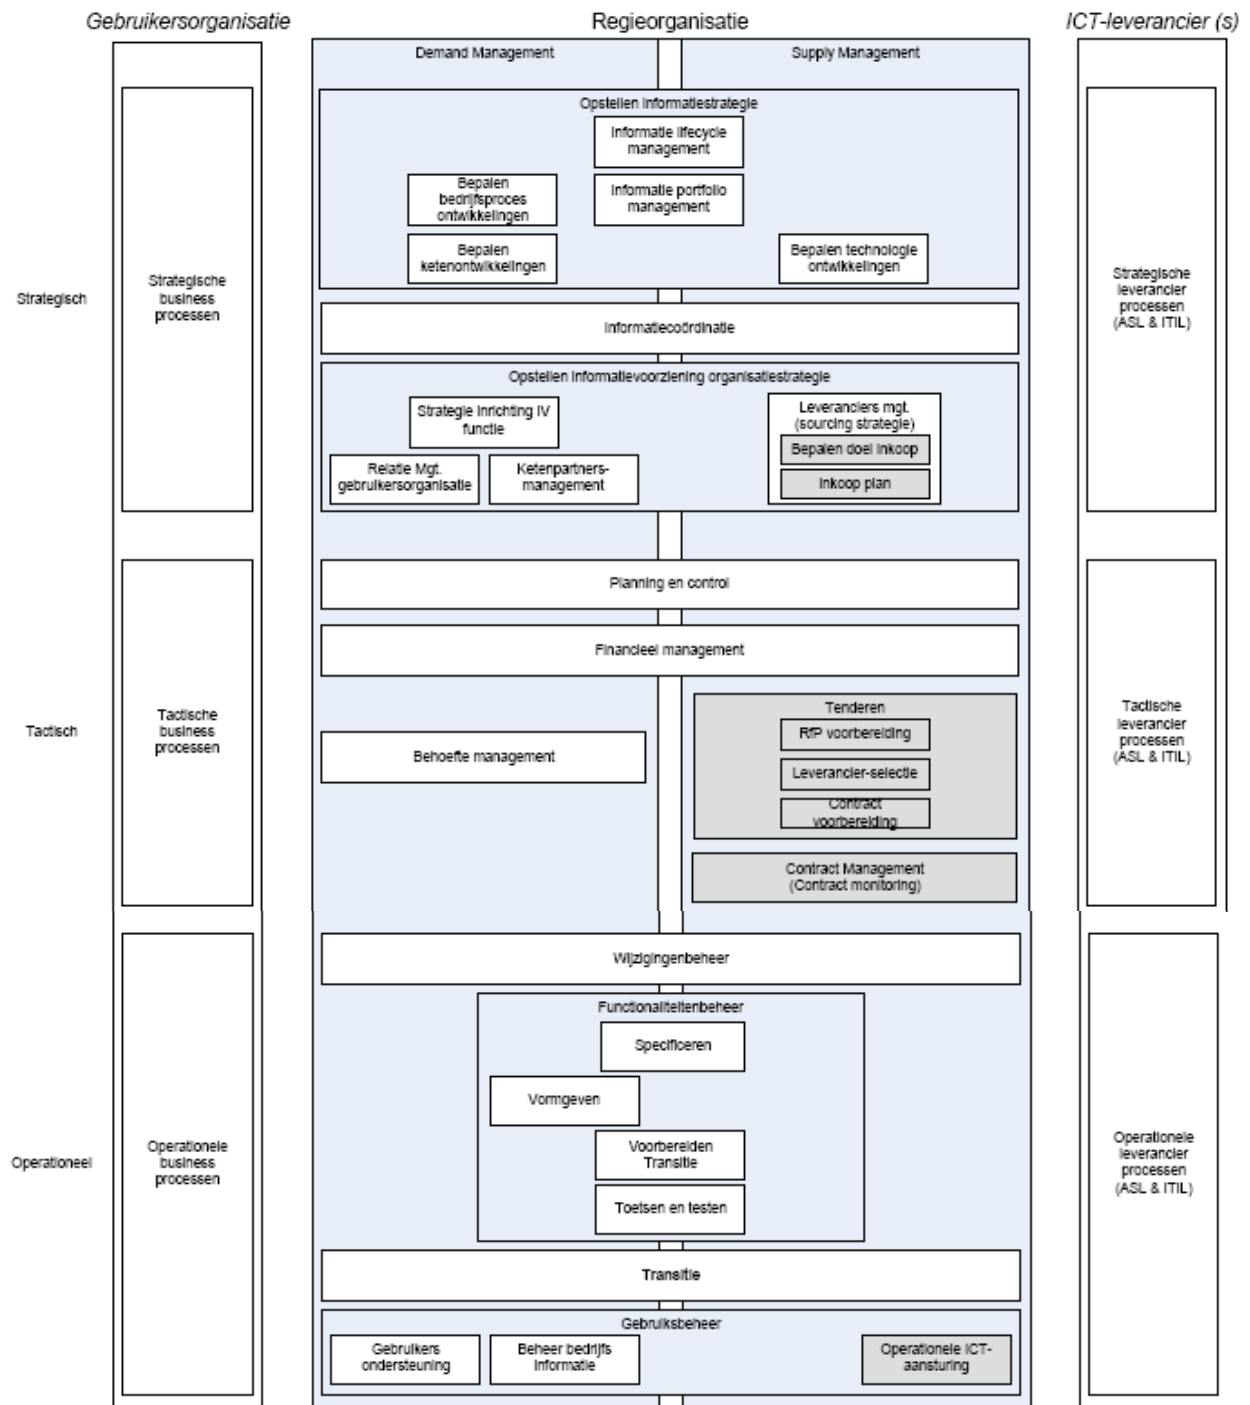 Gebruikersorganisatie
Regieorganisatie
ICT-leverancier (s)
Demand Management
Supply Management
Opstellen Informatiestrategie
Informatie lifecycle
management
Bepalen
bedrijfsproces
ontwikkelingen
Informatie portfolio
management
Bepalen
ketenontwikkelingen
Bepalen technologie
ontwikkelingen
Strategisch
Strategische
business
processen
Strategische
leverancier
processen
(ASL & ITIL)
Informatiecoördinatie
Opstellen Informatievoorziening organisatiestrategie
Strategie Inrichting IV
functie
Leveranciers mgt.
(sourcing strategie)
Bepalen doel Inkoop
Relatie Mgt.
gebruikersorganisatie
Ketenpartners-
management
Inkoop plan
Planning en control
Financieel management
Tactisch
Tactische
business
processen
Tactische
leverancier
processen
(ASL & ITIL)
Behoefte management
Tenderen
RfP voorbereiding
Leverancier-selectie
Contract
voorbereiding
Contract Management
(Contract monitoring)
Wijzigingenbeheer
Functionaliteitenbeheer
Specificeren
Vormgeven
Voorbereiden
Transitie
Toetsen en testen
Operationeel
Operationele
business
processen
Operationele
leverancier
processen
(ASL & ITIL)
Transitie
Gebruiksbeheer
Gebruikers
ondersteuning
Beheer bedrijfs
Informatie
Operationele ICT-
aansturing